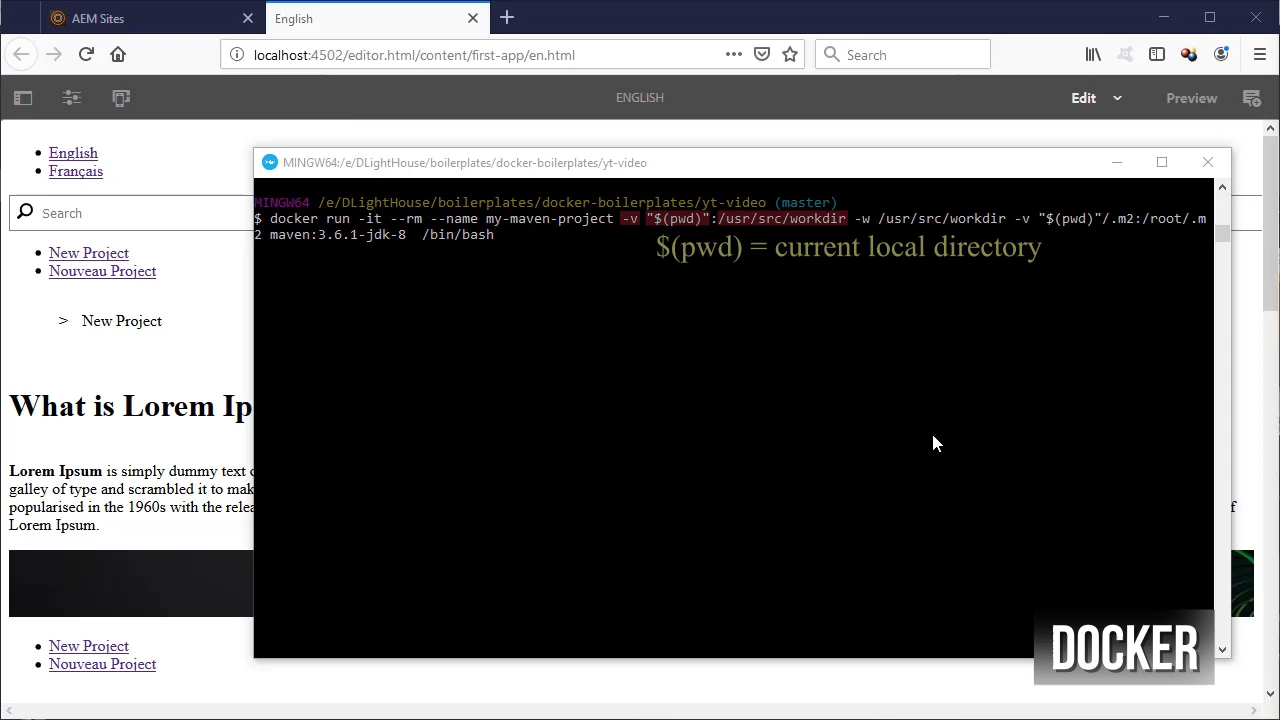 AEM Sites
English
localhost:4502/editor.html/content/first-app/en.html
Search
ENGLISH
Edit
Preview
English
Français
Search
New Project
Nouveau Project
> New Project
What is Lorem Ip
Lorem Ipsum is simply dummy text
galley of type and scrambled it to mak
popularised in the 1960s with the relea
f
Lorem Ipsum.
New Project
Nouveau Project
MINGW64:/e/DLightHouse/boilerplates/docker-boilerplates/yt-video
MINGW64 /e/DLightHouse/boilerplates/docker-boilerplates/yt-video (master)
$ docker run -it --rm --name my-maven-project -v "$(pwd)":/usr/src/workdir -w /usr/src/workdir -v "$(pwd)"/.m2:/root/.m
2 maven:3.6.1-jdk-8 /bin/bash
$(pwd) = current local directory
DOCKER